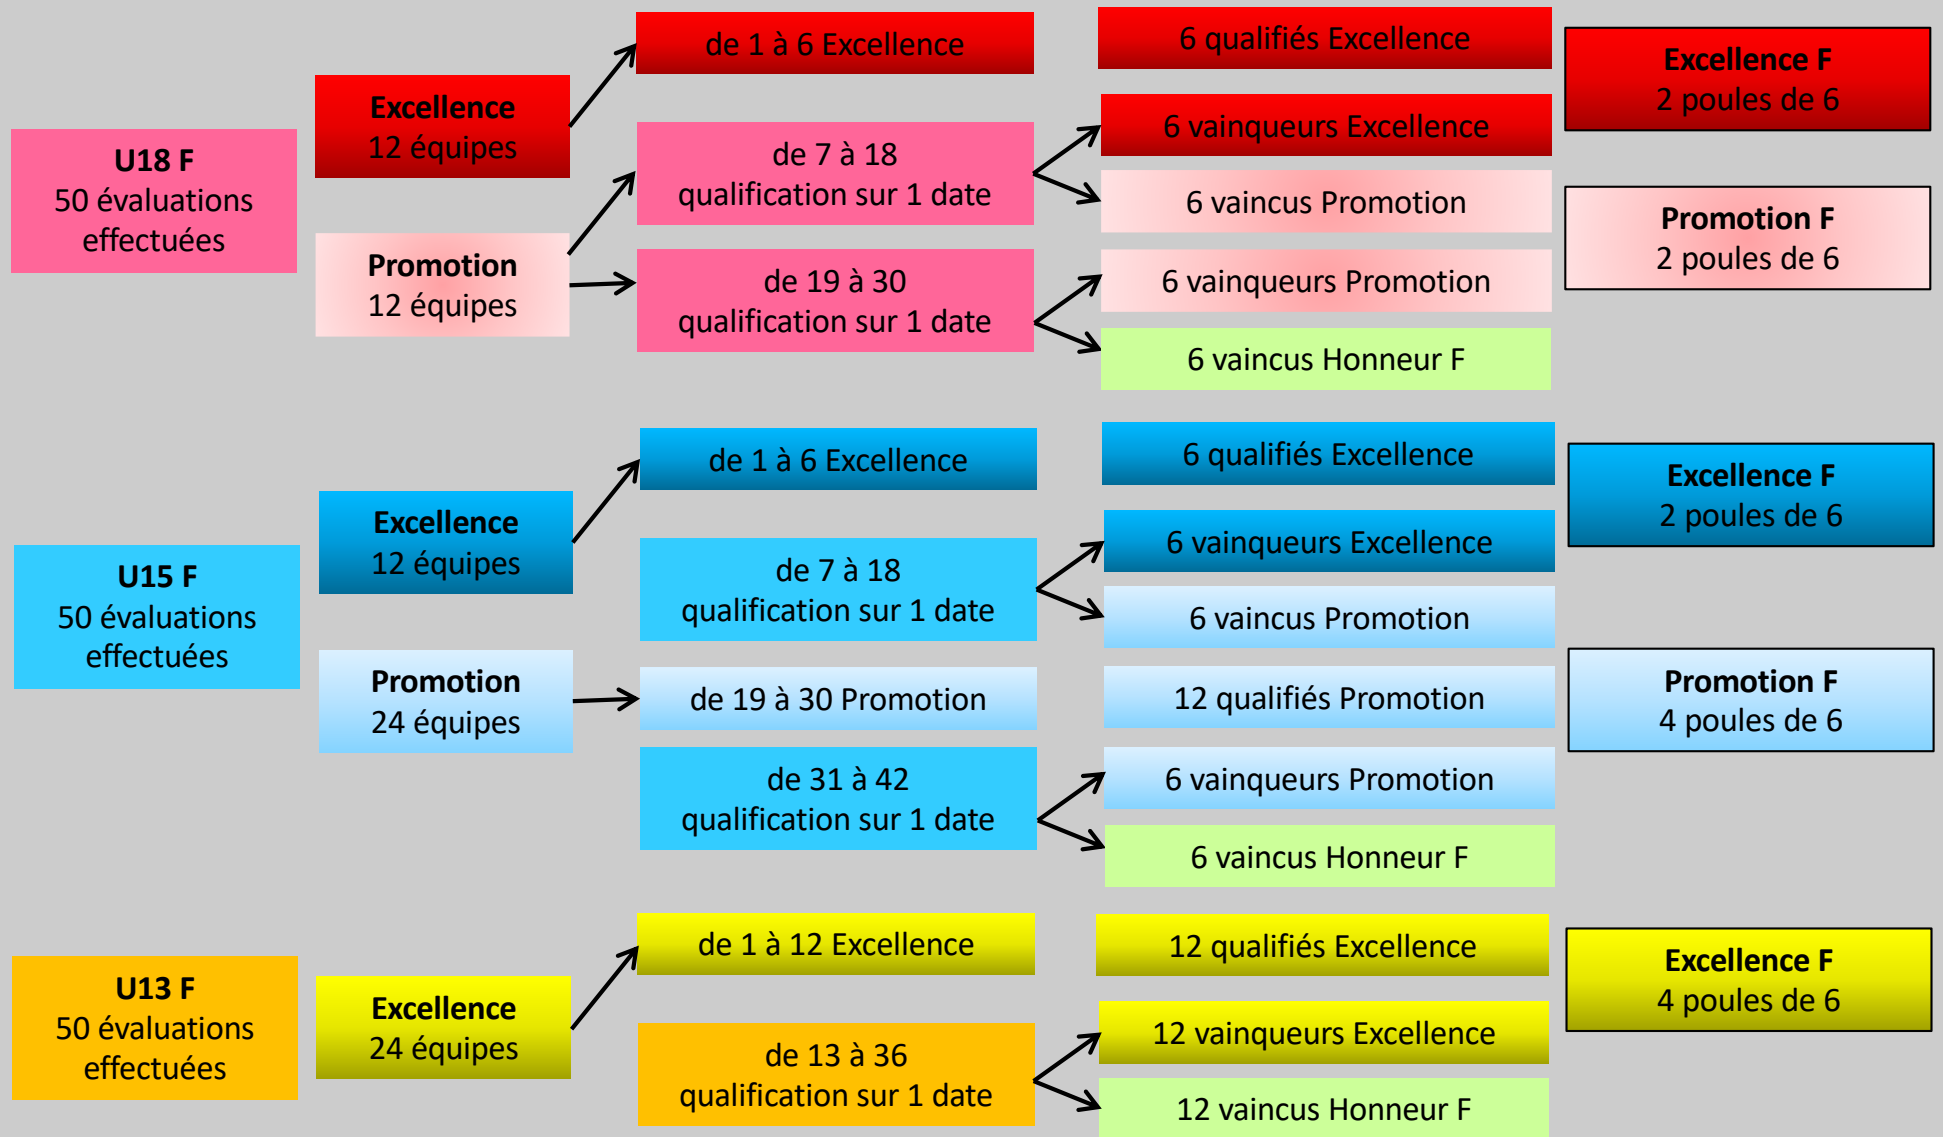 U18 F
50 évaluations
effectuées
Excellence
12 équipes
Promotion
12 équipes
de 1 à 6 Excellence
de 7 à 18
qualification sur 1 date
de 19 à 30
qualification sur 1 date
6 qualifiés Excellence
6 vainqueurs Excellence
6 vaincus Promotion
6 vainqueurs Promotion
6 vaincus Honneur F
Excellence F
2 poules de 6
Promotion F
2 poules de 6
U15 F
50 évaluations
effectuées
Excellence
12 équipes
Promotion
24 équipes
de 1 à 6 Excellence
de 7 à 18
qualification sur 1 date
de 19 à 30 Promotion
de 31 à 42
qualification sur 1 date
6 qualifiés Excellence
6 vainqueurs Excellence
6 vaincus Promotion
12 qualifiés Promotion
6 vainqueurs Promotion
6 vaincus Honneur F
Excellence F
2 poules de 6
Promotion F
4 poules de 6
U13 F
50 évaluations
effectuées
Excellence
24 équipes
de 1 à 12 Excellence
de 13 à 36
qualification sur 1 date
12 qualifiés Excellence
12 vainqueurs Excellence
12 vaincus Honneur F
Excellence F
4 poules de 6